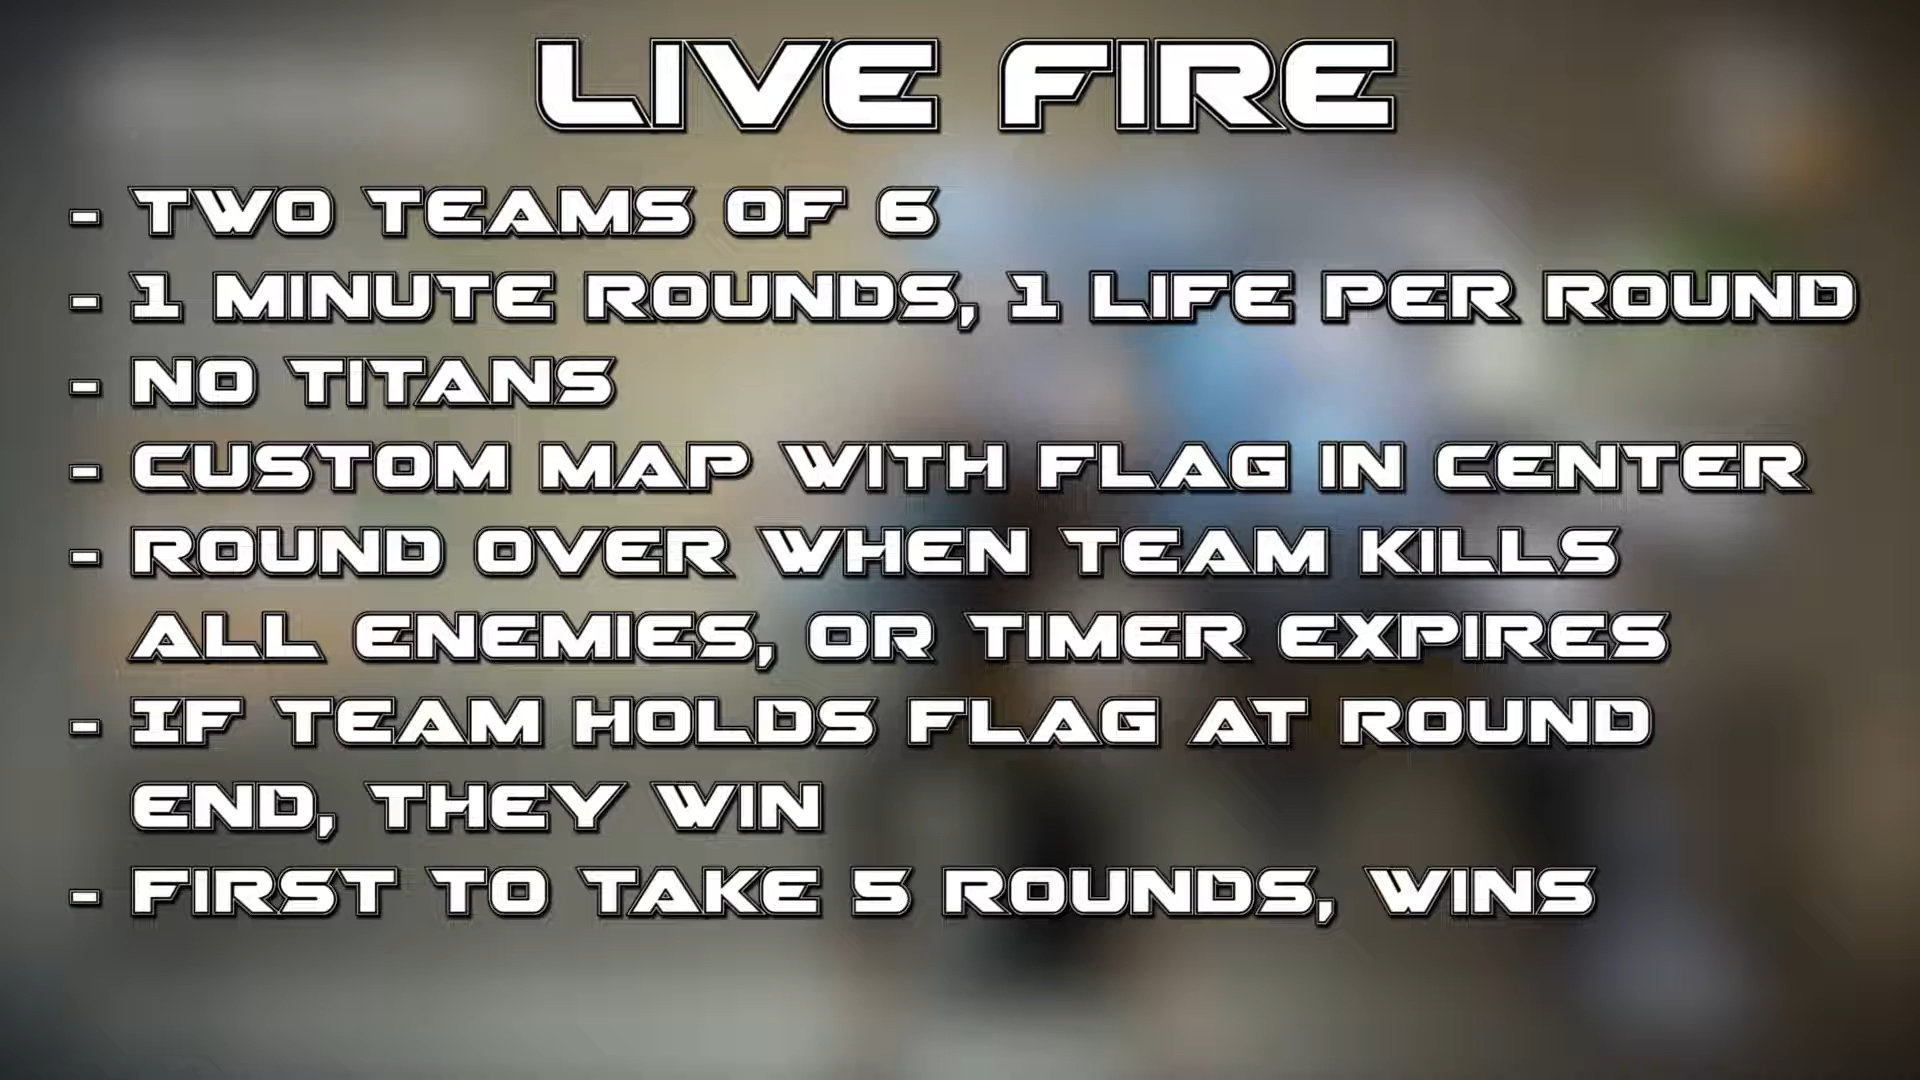 LIVE FIRE
- TWO TEAMS OF 6
- 1 MINUTE ROUNDS, 1 LIFE PER ROUND
- NO TITANS
- CUSTOM MAP WITH FLAG IN CENTER
- ROUND OVER WHEN TEAM KILLS
ALL ENEMIES, OR TIMER EXPIRES
- IF TEAM HOLDS FLAG AT ROUND
END, THEY WIN
- FIRST TO TAKE 5 ROUNDS, WINS